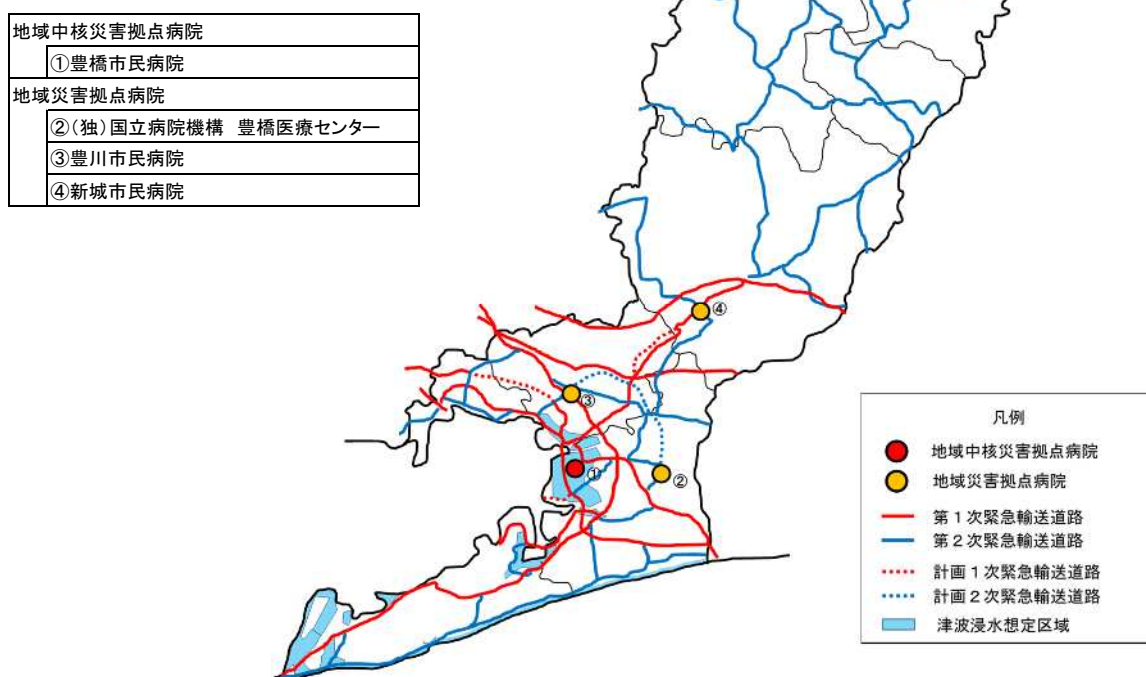 地域中核災害拠点病院
①豊橋市民病院
地域災害拠点病院
②(独)国立病院機構 豊橋医療センター
③豊川市民病院
④新城市民病院
④
③
①
②
凡例
地域中核災害拠点病院
地域災害拠点病院
第1次緊急輸送道路
第2次緊急輸送道路
計画1次緊急輸送道路
計画2次緊急輸送道路
津波浸水想定区域